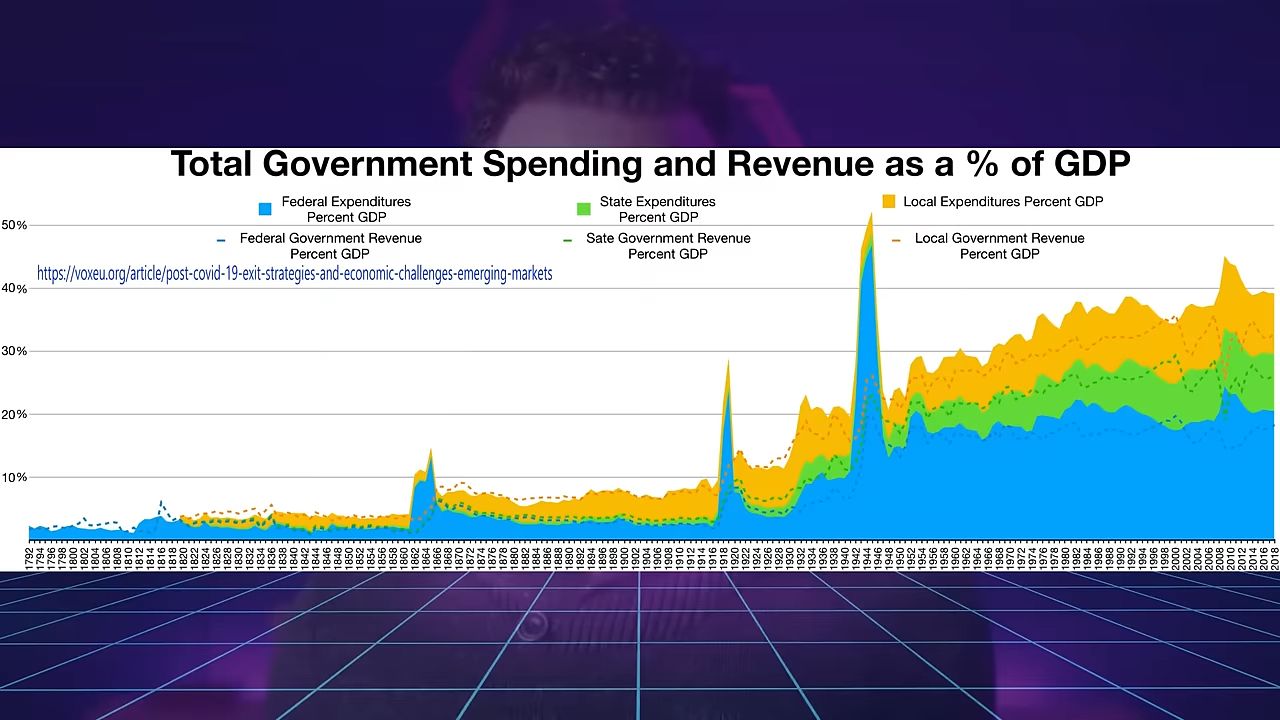 Total Government Spending and Revenue as a % of GDP
Federal Expenditures
Percent GDP
State Expenditures
Percent GDP
Local Expenditures Percent GDP
Federal Government Revenue
Percent GDP
Sate Government Revenue
Percent GDP
Local Government Revenue
Percent GDP
https://voxeu.org/article/post-covid-19-exit-strategies-and-economic-challenges-emerging-markets
50%
40%
30%
20%
10%
1792 1794 1796 1798 1800 1802 1804 1806 1808 1810 1812 1814 1816 1818 1820 1822 1824 1826 1828 1830 1832 1834 1836 1838 1840 1842 1844 1846 1848 1850 1852 1854 1856 1858 1860 1862 1864 1866 1868 1870 1872 1874 1876 1878 1880 1882 1884 1886 1888 1890 1892 1894 1896 1898 1900 1902 1904 1906 1908 1910 1912 1914 1916 1918 1920 1922 1924 1926 1928 1930 1932 1934 1936 1938 1940 1942 1944 1946 1948 1950 1952 1954 1956 1958 1960 1962 1964 1966 1968 1970 1972 1974 1976 1978 1980 1982 1984 1986 1988 1990 1992 1994 1996 1998 2000 2002 2004 2006 2008 2010 2012 2014 2016 2018